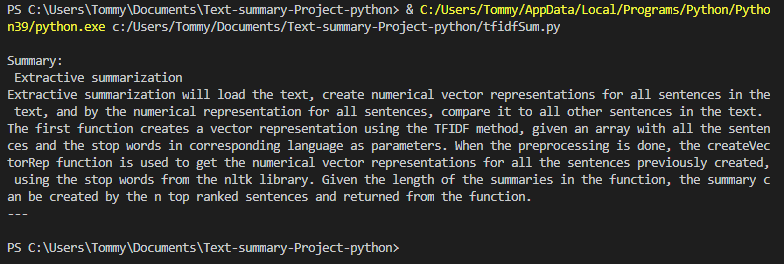 PS C:\Users\Tommy\Documents\Text-summary-Project-python> & C:/Users/Tommy/AppData/Local/Programs/Python/Pytho
n39/python.exe c:/Users/Tommy/Documents/Text-summary-Project-python/tfidfSum.py
Summary:
Extractive summarization
Extractive summarization will load the text, create numerical vector representations for all sentences in the
text, and by the numerical representation for all sentences, compare it to all other sentences in the text.
The first function creates a vector representation using the TFIDF method, given an array with all the senten
ces and the stop words in corresponding language as parameters. When the preprocessing is done, the createVec
torRep function is used to get the numerical vector representations for all the sentences previously created,
using the stop words from the nltk library. Given the length of the summaries in the function, the summary c
an be created by the n top ranked sentences and returned from the function.
---
PS C:\Users\Tommy\Documents\Text-summary-Project-python>